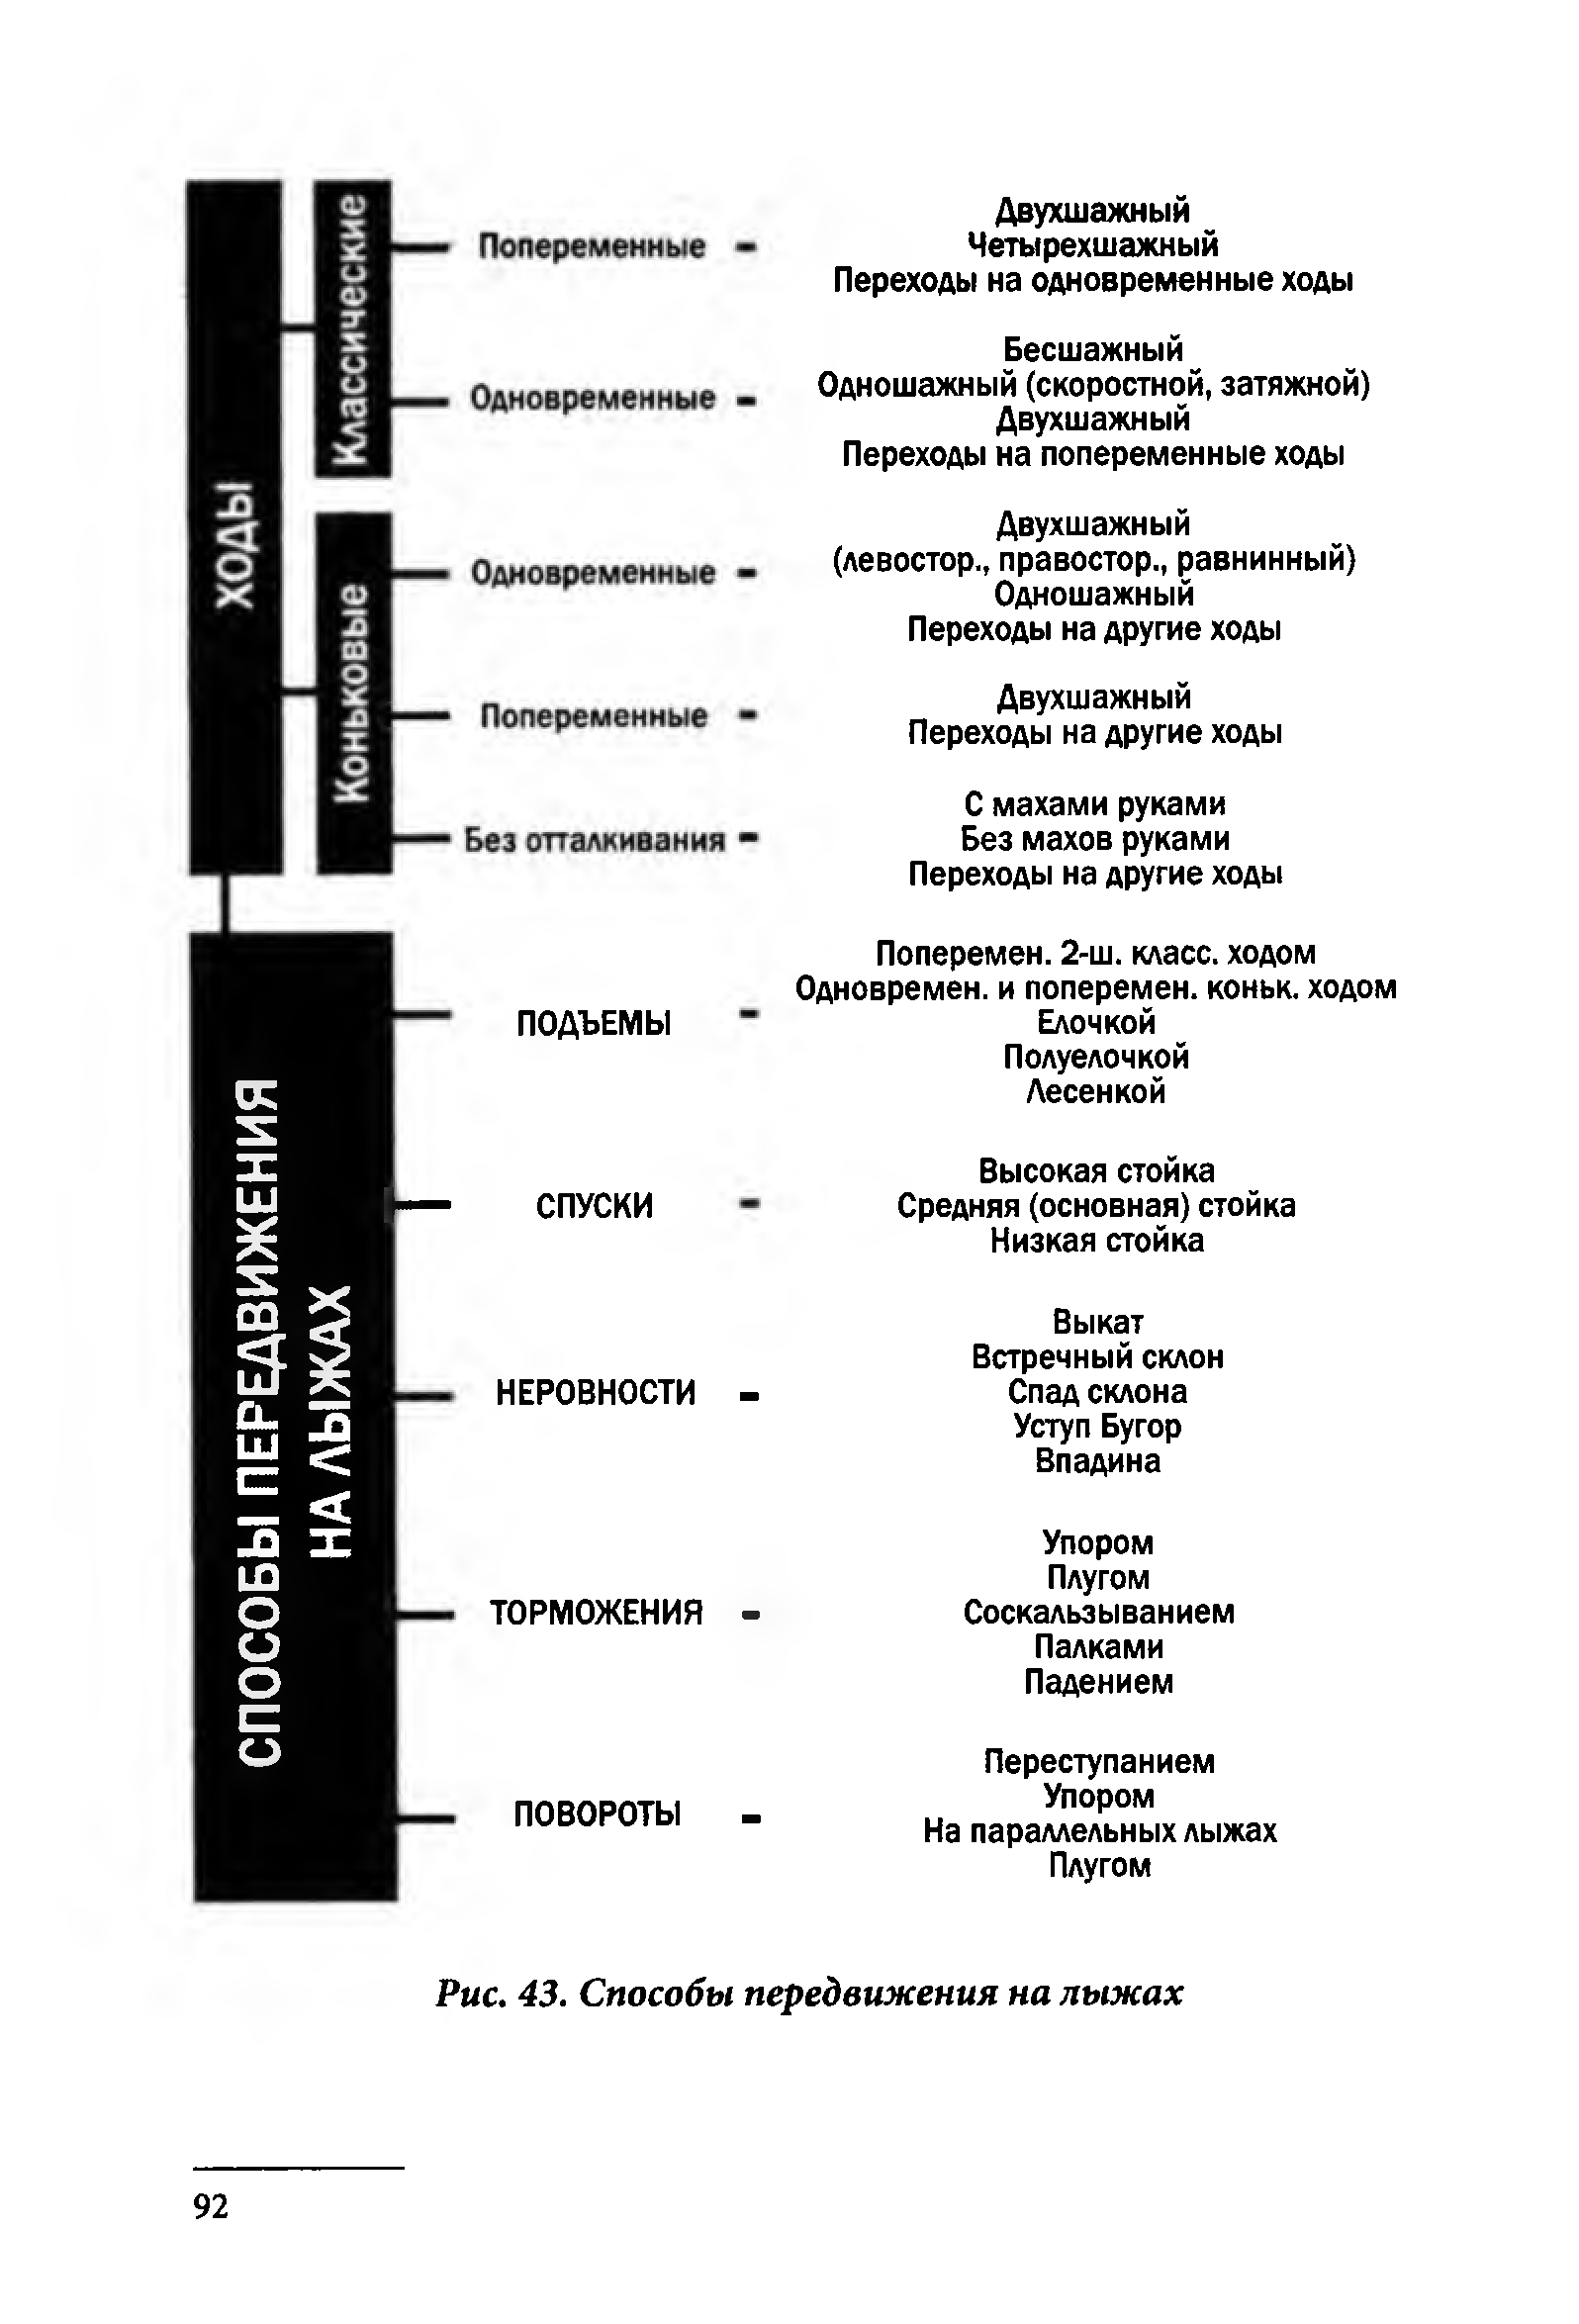 ХОДЫ
Классические
Попеременные -
Двухшажный
Четырехшажный
Переходы на одновременные ходы
Одновременные -
Бесшажный
Одношажный (скоростной, затяжной)
Двухшажный
Переходы на попеременные ходы
Коньковые
Одновременные -
Двухшажный
(левостор., правостор., равнинный)
Одношажный
Переходы на другие ходы
Попеременные -
Двухшажный
Переходы на другие ходы
Без отталкивания -
С махами руками
Без махов руками
Переходы на другие ходы
СПОСОБЫ ПЕРЕДВИЖЕНИЯ
НА ЛЫЖАХ
ПОДЪЕМЫ -
Поперемен. 2-ш. класс. ходом
Одновремен. и поперемен. коньк. ходом
Елочкой
Полуелочкой
Лесенкой
СПУСКИ -
Высокая стойка
Средняя (основная) стойка
Низкая стойка
НЕРОВНОСТИ -
Выкат
Встречный склон
Спад склона
Уступ Бугор
Впадина
ТОРМОЖЕНИЯ -
Упором
Плугом
Соскальзыванием
Палками
Падением
ПОВОРОТЫ -
Переступанием
Упором
На параллельных лыжах
Плугом
Рис. 43. Способы передвижения на лыжах
92